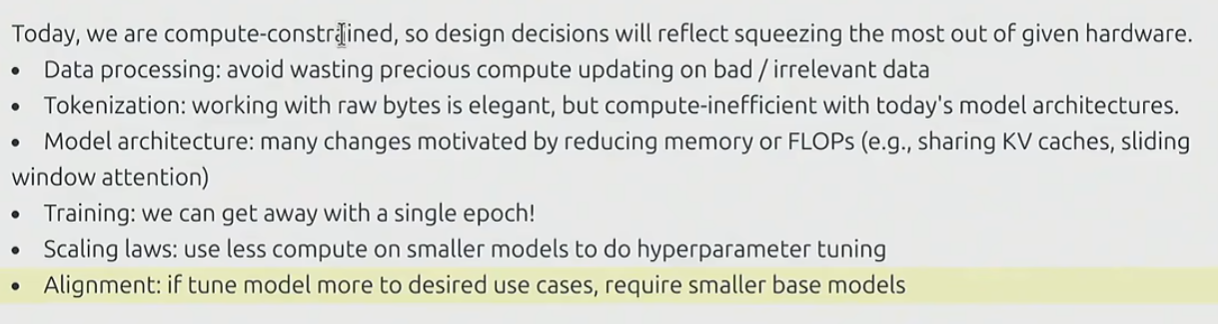 Today, we are compute-constrained, so design decisions will reflect squeezing the most out of given hardware.
• Data processing: avoid wasting precious compute updating on bad / irrelevant data
• Tokenization: working with raw bytes is elegant, but compute-inefficient with today's model architectures.
• Model architecture: many changes motivated by reducing memory or FLOPs (e.g., sharing KV caches, sliding
window attention)
• Training: we can get away with a single epoch!
• Scaling laws: use less compute on smaller models to do hyperparameter tuning
• Alignment: if tune model more to desired use cases, require smaller base models